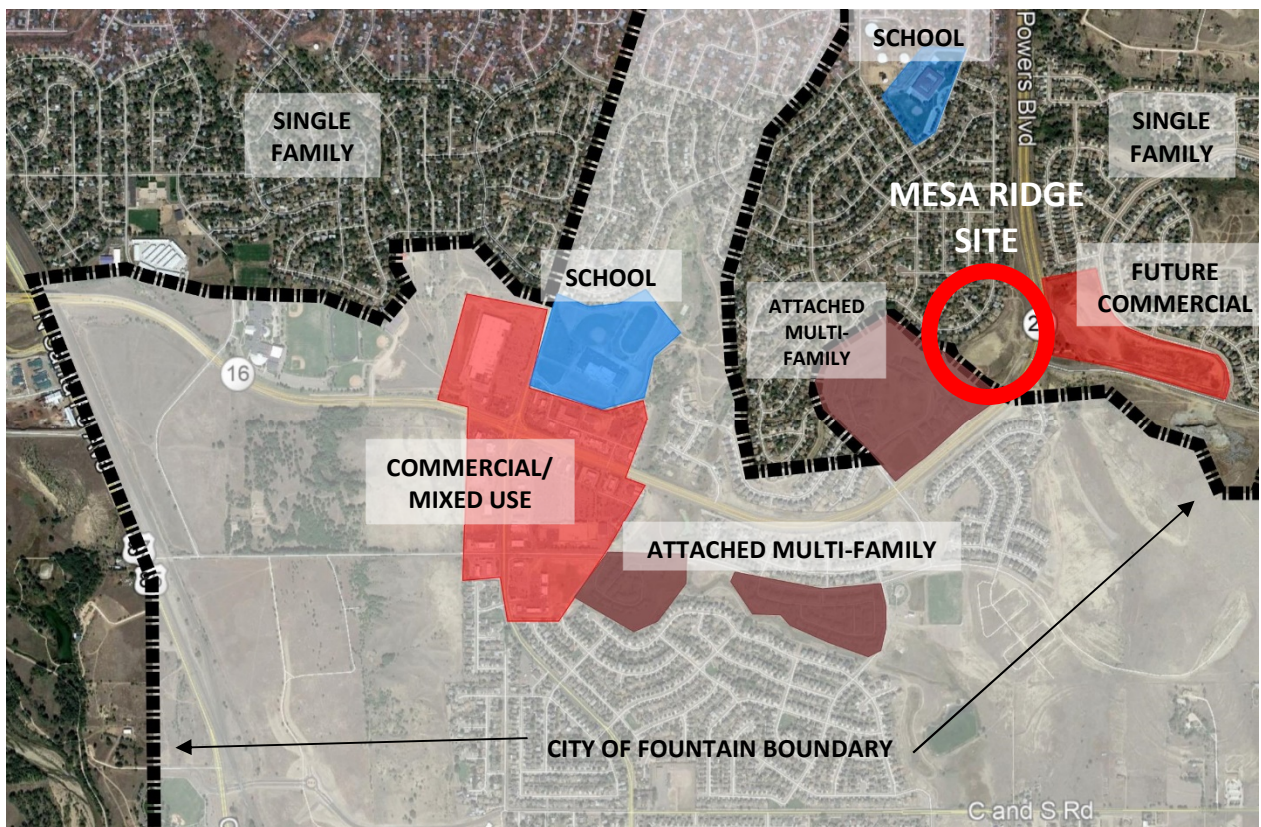 SCHOOL
Powers Blvd
SINGLE
FAMILY
SINGLE
FAMILY
MESA RIDGE
SITE
SCHOOL
FUTURE
COMMERCIAL
ATTACHED
MULTI-
FAMILY
2
16
COMMERCIAL/
MIXED USE
ATTACHED MULTI-FAMILY
CITY OF FOUNTAIN BOUNDARY
C and S Rd